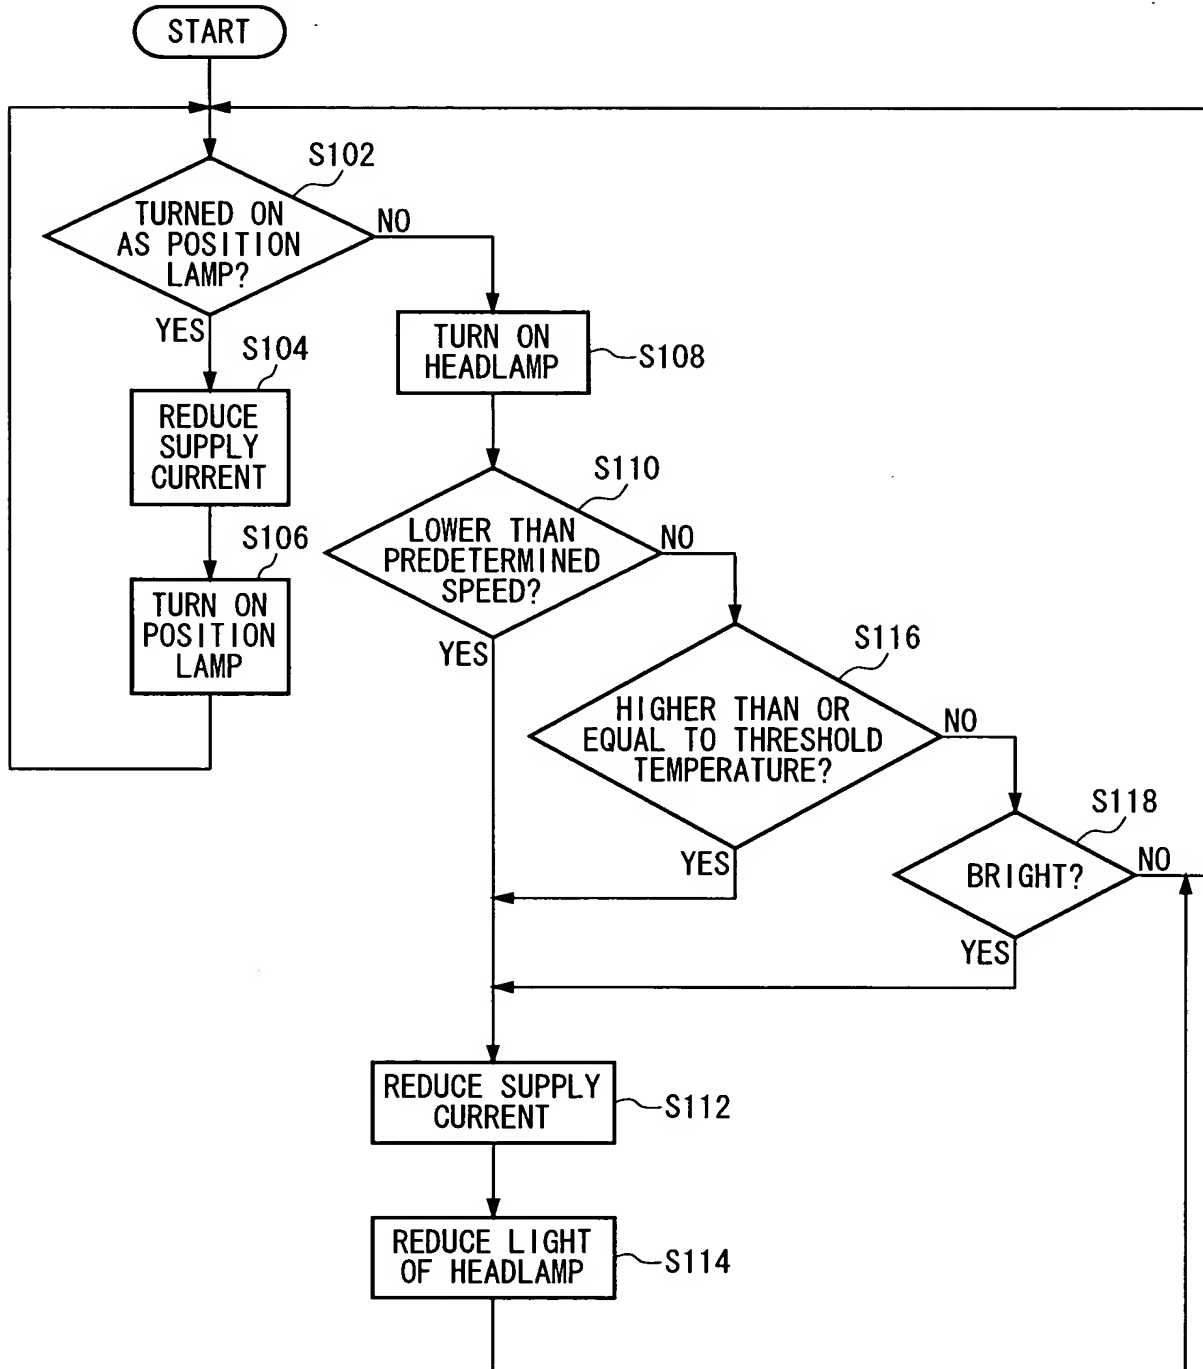 START
S102
TURNED ON
AS POSITION
LAMP?
NO
YES
S104
REDUCE
SUPPLY
CURRENT
S106
TURN ON
POSITION
LAMP
TURN ON
HEADLAMP
S108
S110
LOWER THAN
PREDETERMINED
SPEED?
NO
YES
S116
HIGHER THAN OR
EQUAL TO THRESHOLD
TEMPERATURE?
NO
YES
S118
BRIGHT?
NO
YES
REDUCE SUPPLY
CURRENT
S112
REDUCE LIGHT
OF HEADLAMP
S114